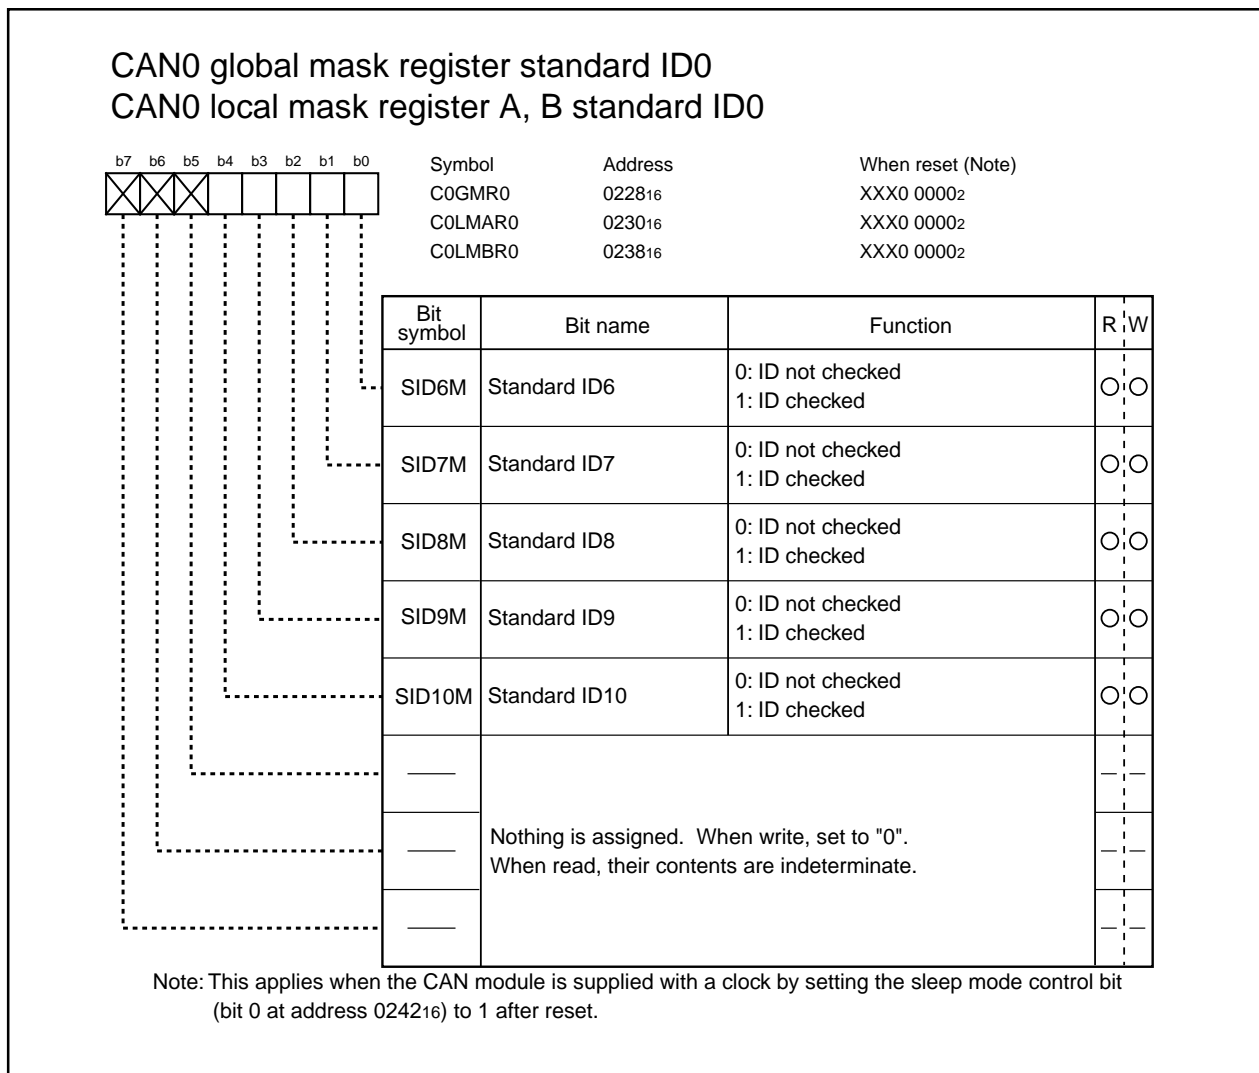 CAN0 global mask register standard ID0
CAN0 local mask register A, B standard ID0
b7 b6 b5 b4 b3 b2 b1 b0
Symbol Address When reset (Note)
C0GMR0 022816 XXX0 00002
C0LMAR0 023016 XXX0 00002
C0LMBR0 023816 XXX0 00002
Bit symbol Bit name Function R W
SID6M Standard ID6 0: ID not checked
1: ID checked
SID7M Standard ID7 0: ID not checked
1: ID checked
SID8M Standard ID8 0: ID not checked
1: ID checked
SID9M Standard ID9 0: ID not checked
1: ID checked
SID10M Standard ID10 0: ID not checked
1: ID checked
Nothing is assigned. When write, set to "0".
When read, their contents are indeterminate.
Note: This applies when the CAN module is supplied with a clock by setting the sleep mode control bit
(bit 0 at address 024216) to 1 after reset.